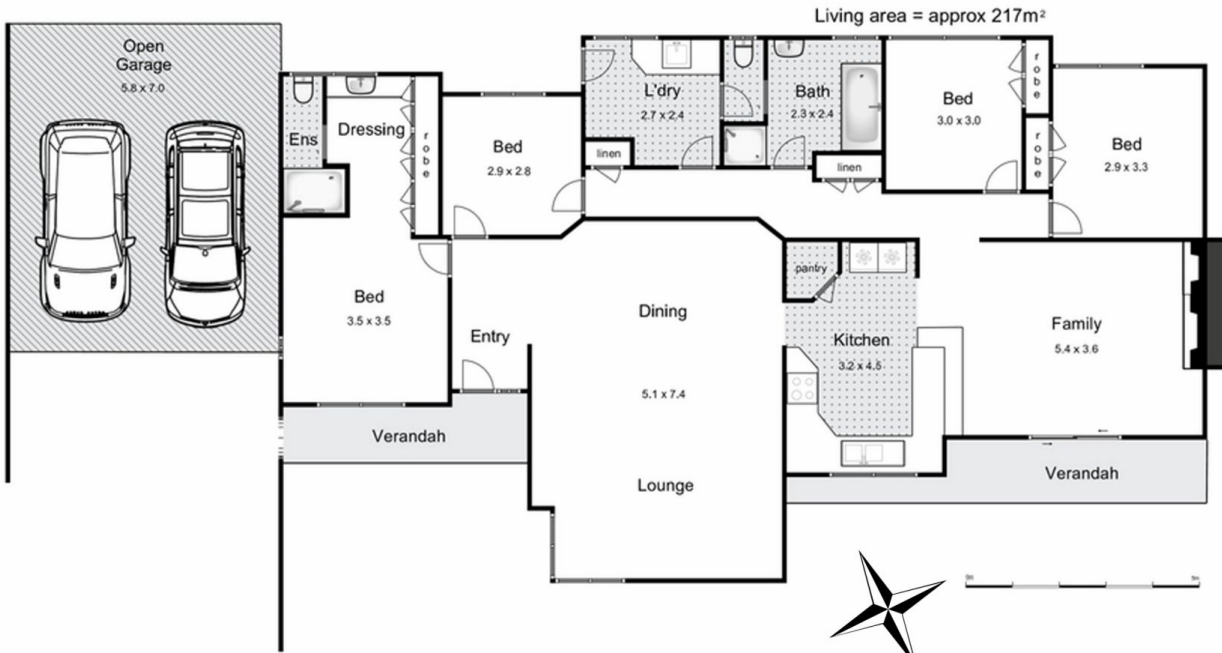 Living area = approx 217m²
Open
Garage
5.8 x 7.0
Ens
Dressing
robe
Bed
2.9 x 2.8
L'dry
2.7 x 2.4
linen
Bath
2.3 x 2.4
linen
Bed
3.0 x 3.0
robe
robe
Bed
2.9 x 3.3
Bed
3.5 x 3.5
Entry
Dining
5.1 x 7.4
Lounge
pantry
Kitchen
3.2 x 4.5
Family
5.4 x 3.6
Verandah
Verandah
0m
5m